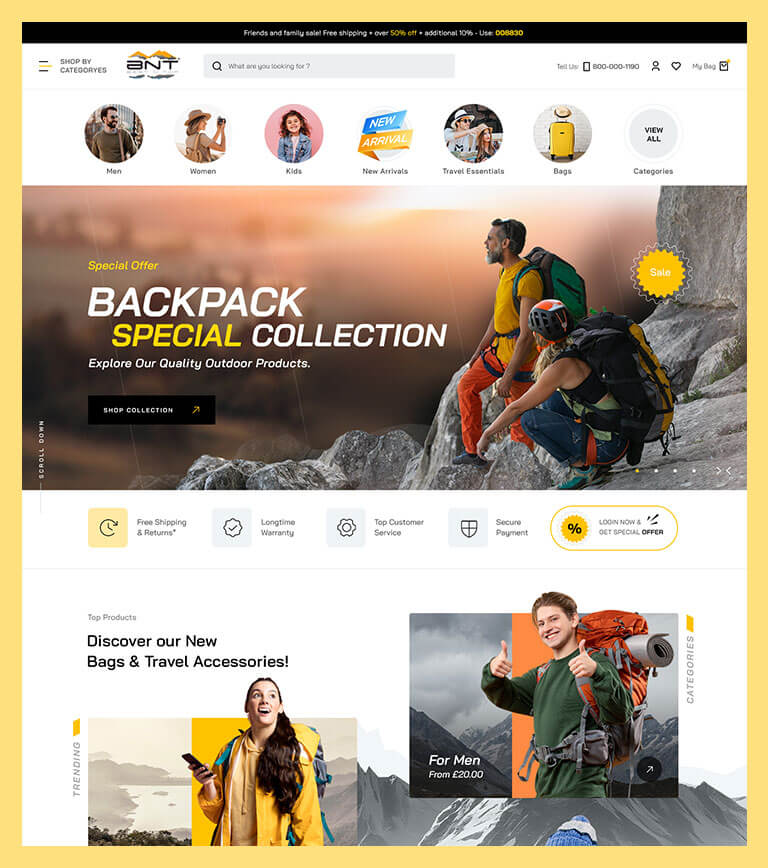 Friends and family sale! Free shipping + over 50% off + additional 10% - Use: 008830
SHOP BY
CATEGORYES
ANT
What are you looking for ?
Tell Us: 800-000-1190
My Bag
NEW
ARRIVAL
VIEW
ALL
Men
Women
Kids
New Arrivals
Travel Essentials
Bags
Categories
Special Offer
BACKPACK
SPECIAL COLLECTION
Explore Our Quality Outdoor Products.
SHOP COLLECTION
Sale
SCROLL DOWN
Free Shipping
& Returns*
Longtime
Warranty
Top Customer
Service
Secure
Payment
%
LOGIN NOW &
GET SPECIAL OFFER
Top Products
Discover our New
Bags & Travel Accessories!
TRENDING
For Men
From £20.00
CATEGORIES